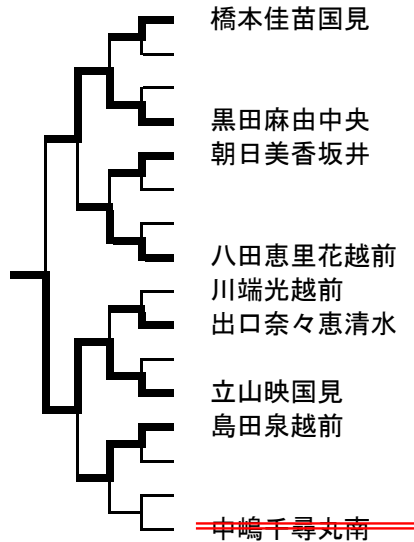 橋本佳苗国見
黒田麻由中央
朝日美香坂井
八田恵里花越前
川端光越前
出口奈々恵清水
立山映国見
島田泉越前
中嶋千尋丸南